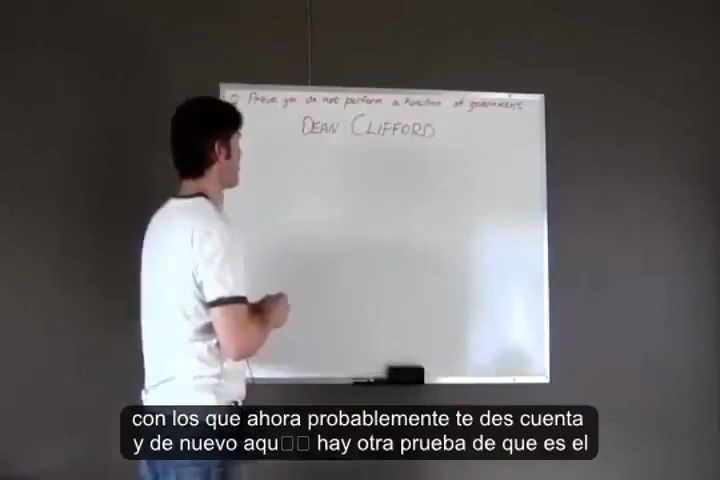 Prove you do not perform a function of government
DEAN CLIFFORD
con los que ahora probablemente te des cuenta
y de nuevo aqu□□ hay otra prueba de que es el